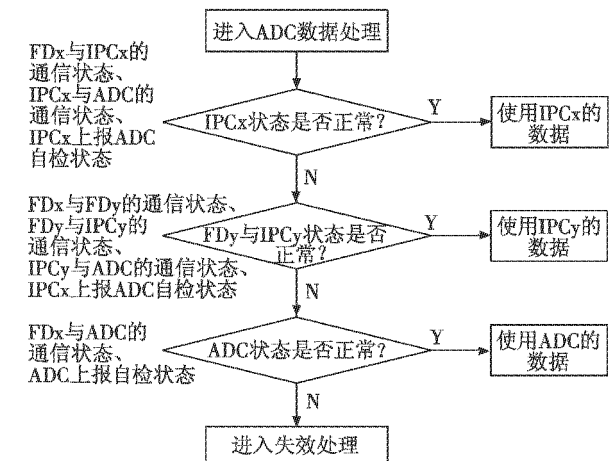 进入ADC数据处理
FDx与IPCx的
通信状态、
IPCx与ADC的
通信状态、
IPCx上报ADC
自检状态
IPCx状态是否正常?
Y
使用IPCx的
数据
N
FDx与FDy的通信状态、
FDy与IPCy的
通信状态、
IPCy与ADC的通信状态、
IPCx上报ADC自检状态
FDy与IPCy状态是否
正常?
Y
使用IPCy的
数据
N
FDx与ADC的
通信状态、
ADC上报自检状态
ADC状态是否正常?
Y
使用ADC的
数据
N
进入失效处理